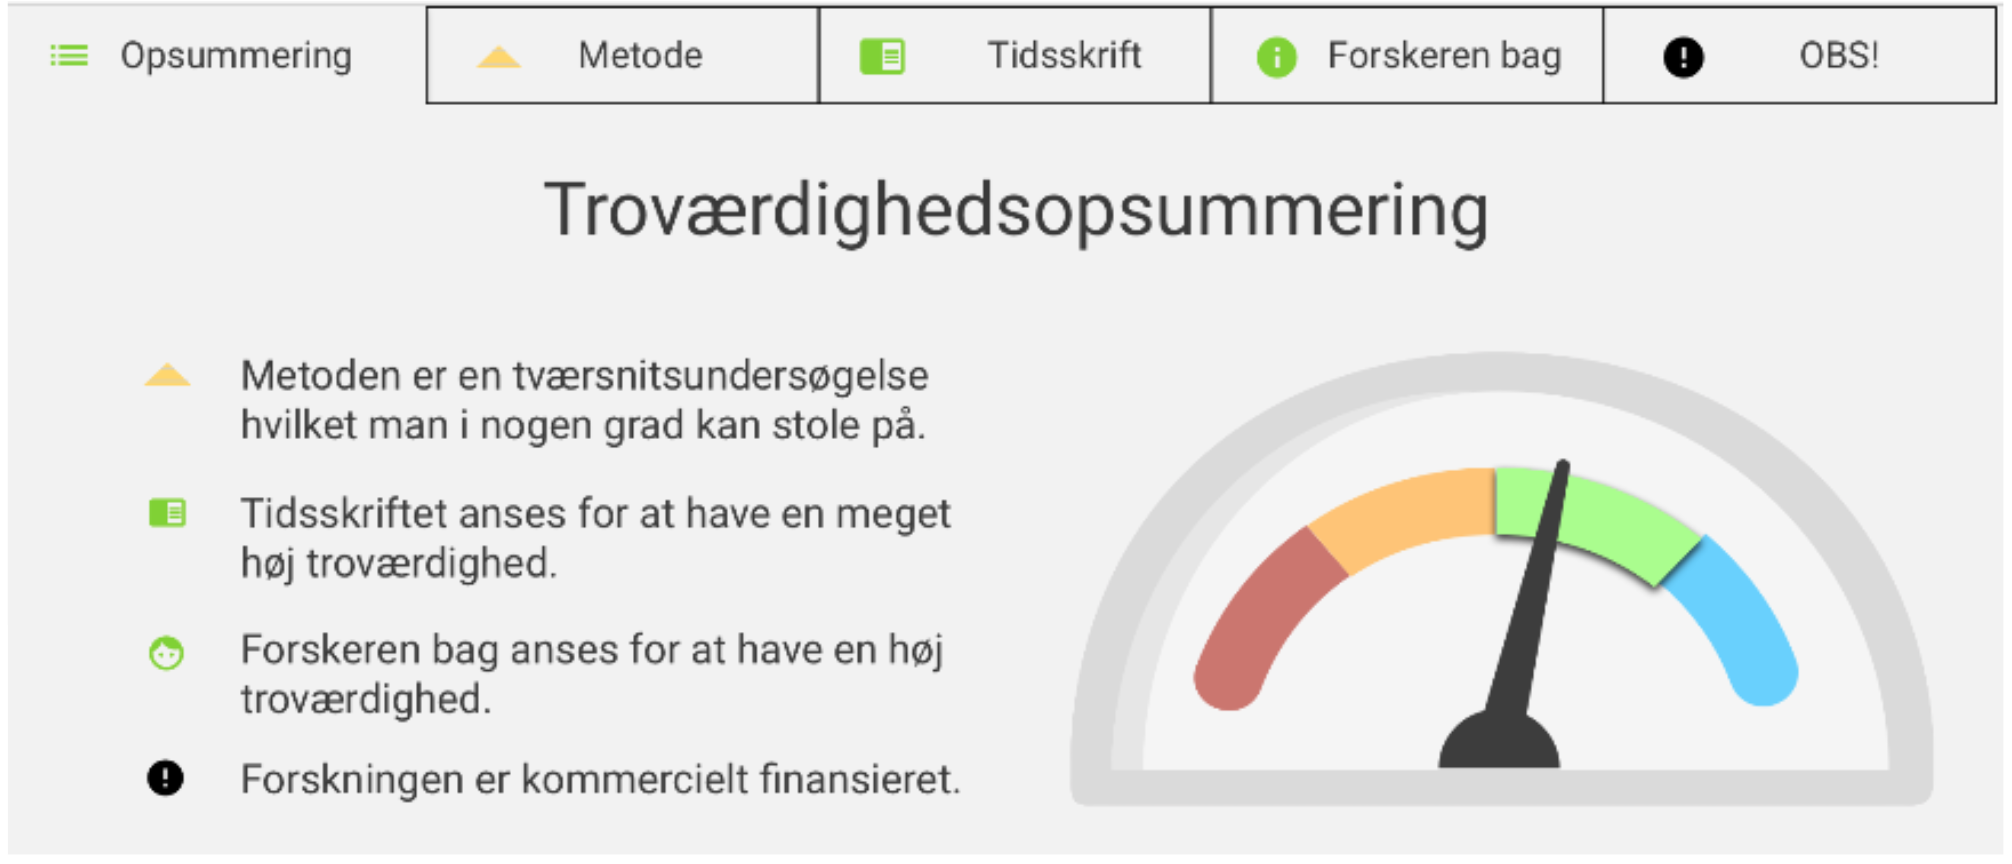 Opsummering
Metode
Tidsskrift
Forskeren bag
OBS!
Troværdighedsopsummering
Metoden er en tværsnitsundersøgelse
hvilket man i nogen grad kan stole på.
Tidsskriftet anses for at have en meget
høj troværdighed.
Forskeren bag anses for at have en høj
troværdighed.
Forskningen er kommercielt finansieret.